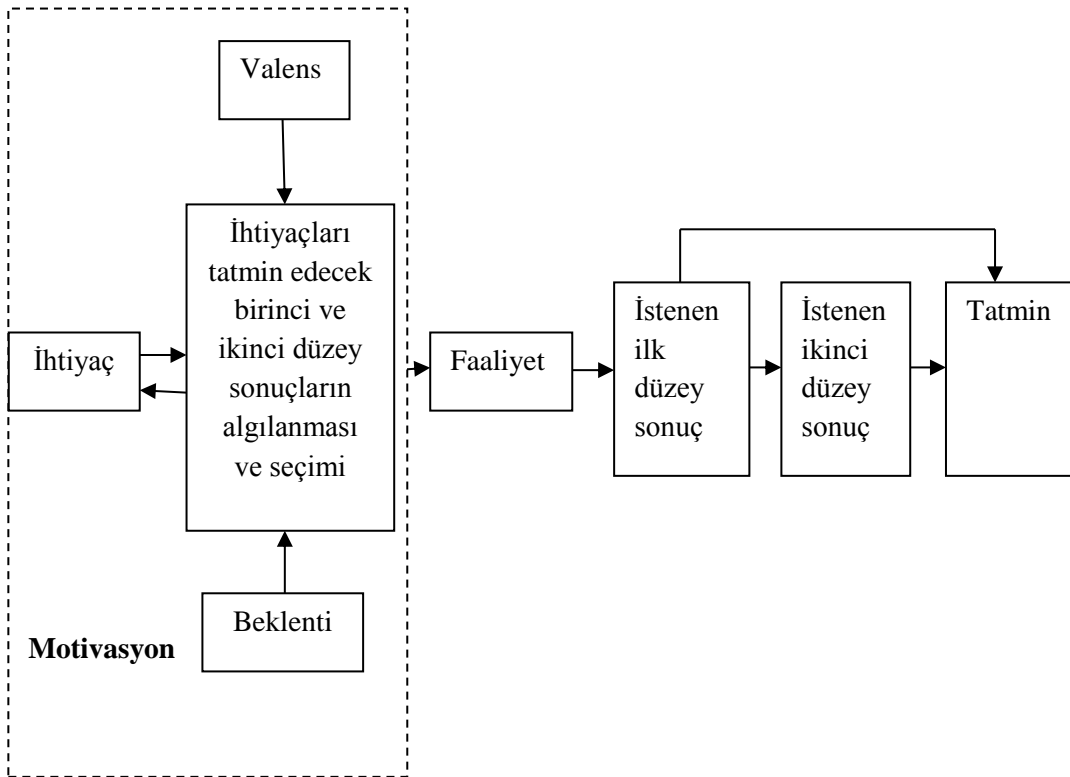 Valens
İhtiyaçları
tatmin edecek
birinci ve
ikinci düzey
sonuçların
algılanması
ve seçimi
İhtiyaç
Beklenti
Motivasyon
Faaliyet
İstenen
ilk
düzey
sonuç
İstenen
ikinci
düzey
sonuç
Tatmin